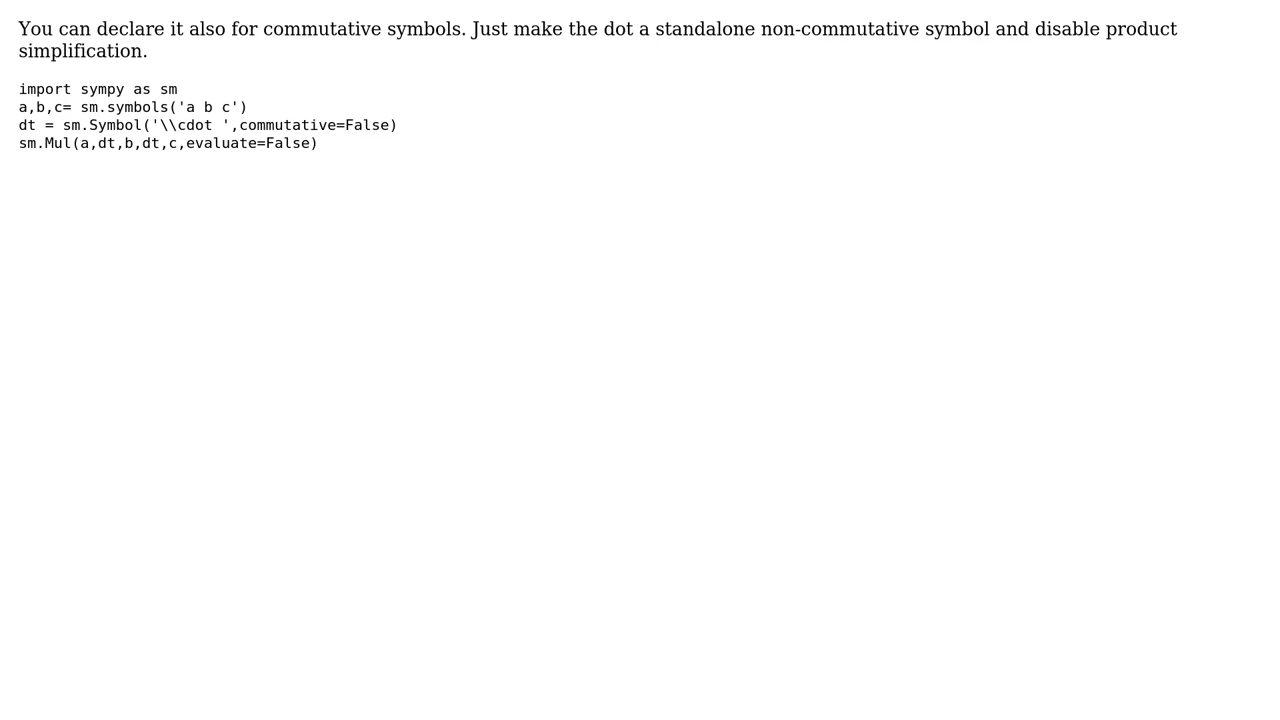 You can declare it also for commutative symbols. Just make the dot a standalone non-commutative symbol and disable product
simplification.
import sympy as sm
a,b,c= sm.symbols('a b c')
dt = sm.Symbol('\\cdot ',commutative=False)
sm.Mul(a,dt,b,dt,c,evaluate=False)